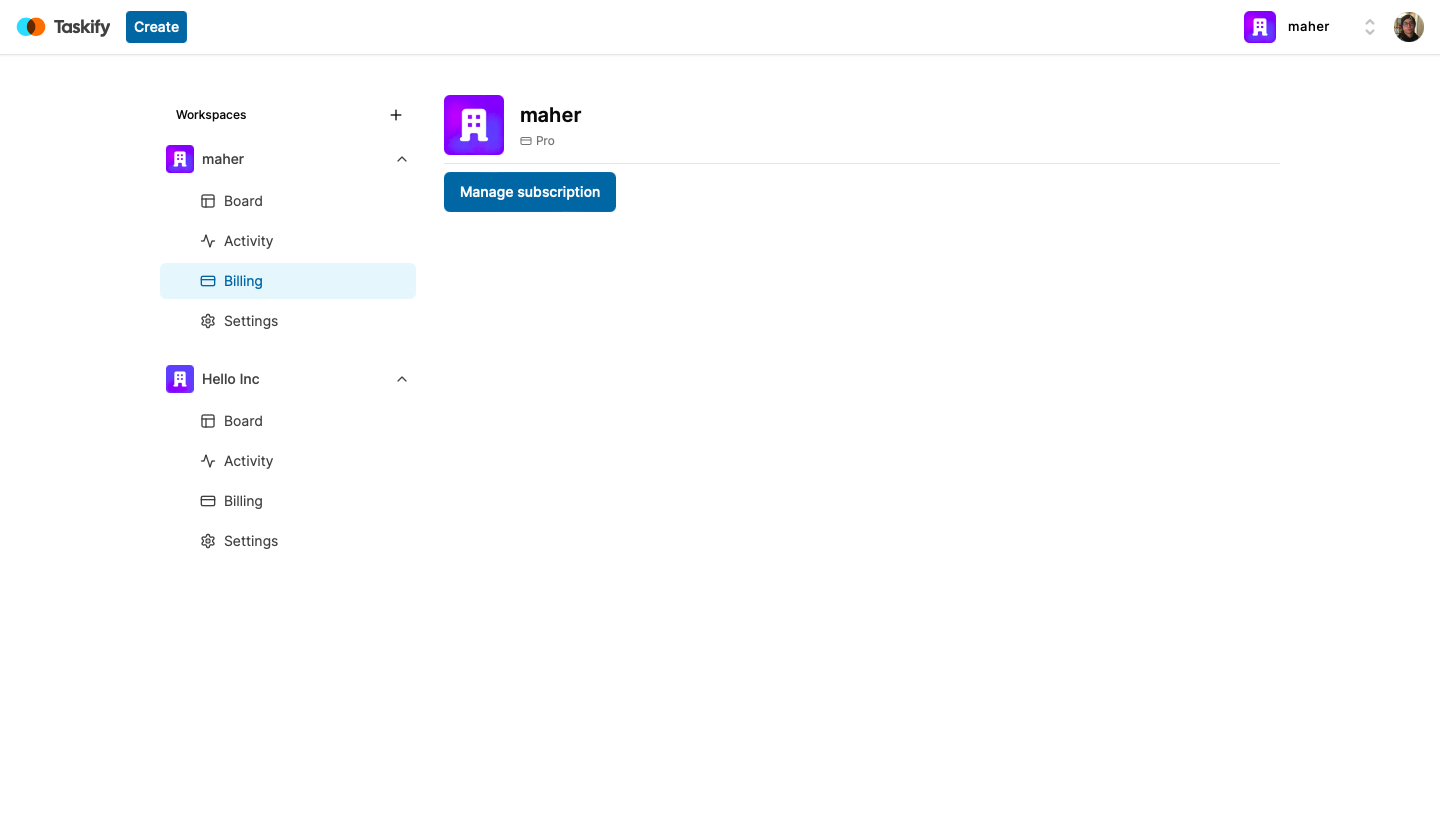 Taskify
Create
maher
Workspaces
maher
Board
Activity
Billing
Settings
Hello Inc
Board
Activity
Billing
Settings
maher
Pro
Manage subscription